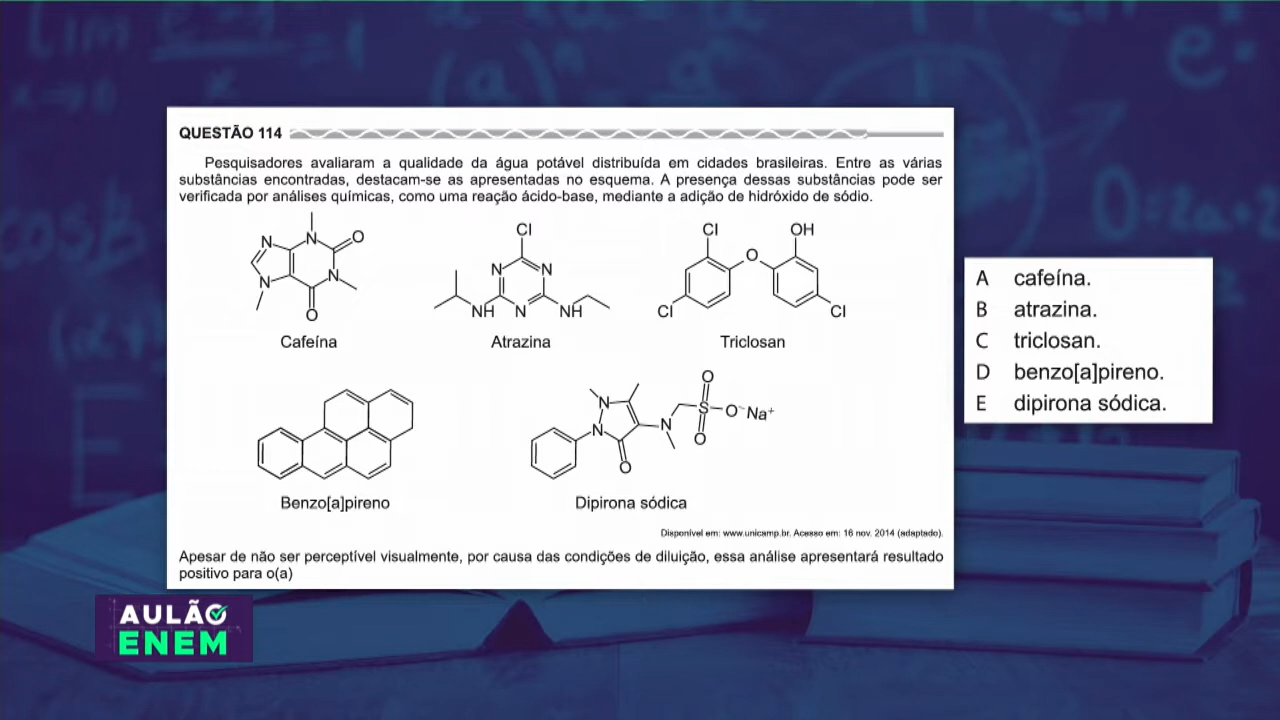 lim
x→0
cosβ
E
e
QUESTÃO 114
Pesquisadores avaliaram a qualidade da água potável distribuída em cidades brasileiras. Entre as várias
substâncias encontradas, destacam-se as apresentadas no esquema. A presença dessas substâncias pode ser
verificada por análises químicas, como uma reação ácido-base, mediante a adição de hidróxido de sódio.
N N O N N O
Cafeína
Cl N N NH N NH
Atrazina
Cl O OH Cl Cl
Triclosan
Benzo[a]pireno
N N O N O S O⁻ Na⁺ O
Dipirona sódica
Disponível em: www.unicamp.br. Acesso em: 16 nov. 2014 (adaptado).
Apesar de não ser perceptível visualmente, por causa das condições de diluição, essa análise apresentará resultado
positivo para o(a)
A cafeína.
B atrazina.
C triclosan.
D benzo[a]pireno.
E dipirona sódica.
AULÃO
ENEM